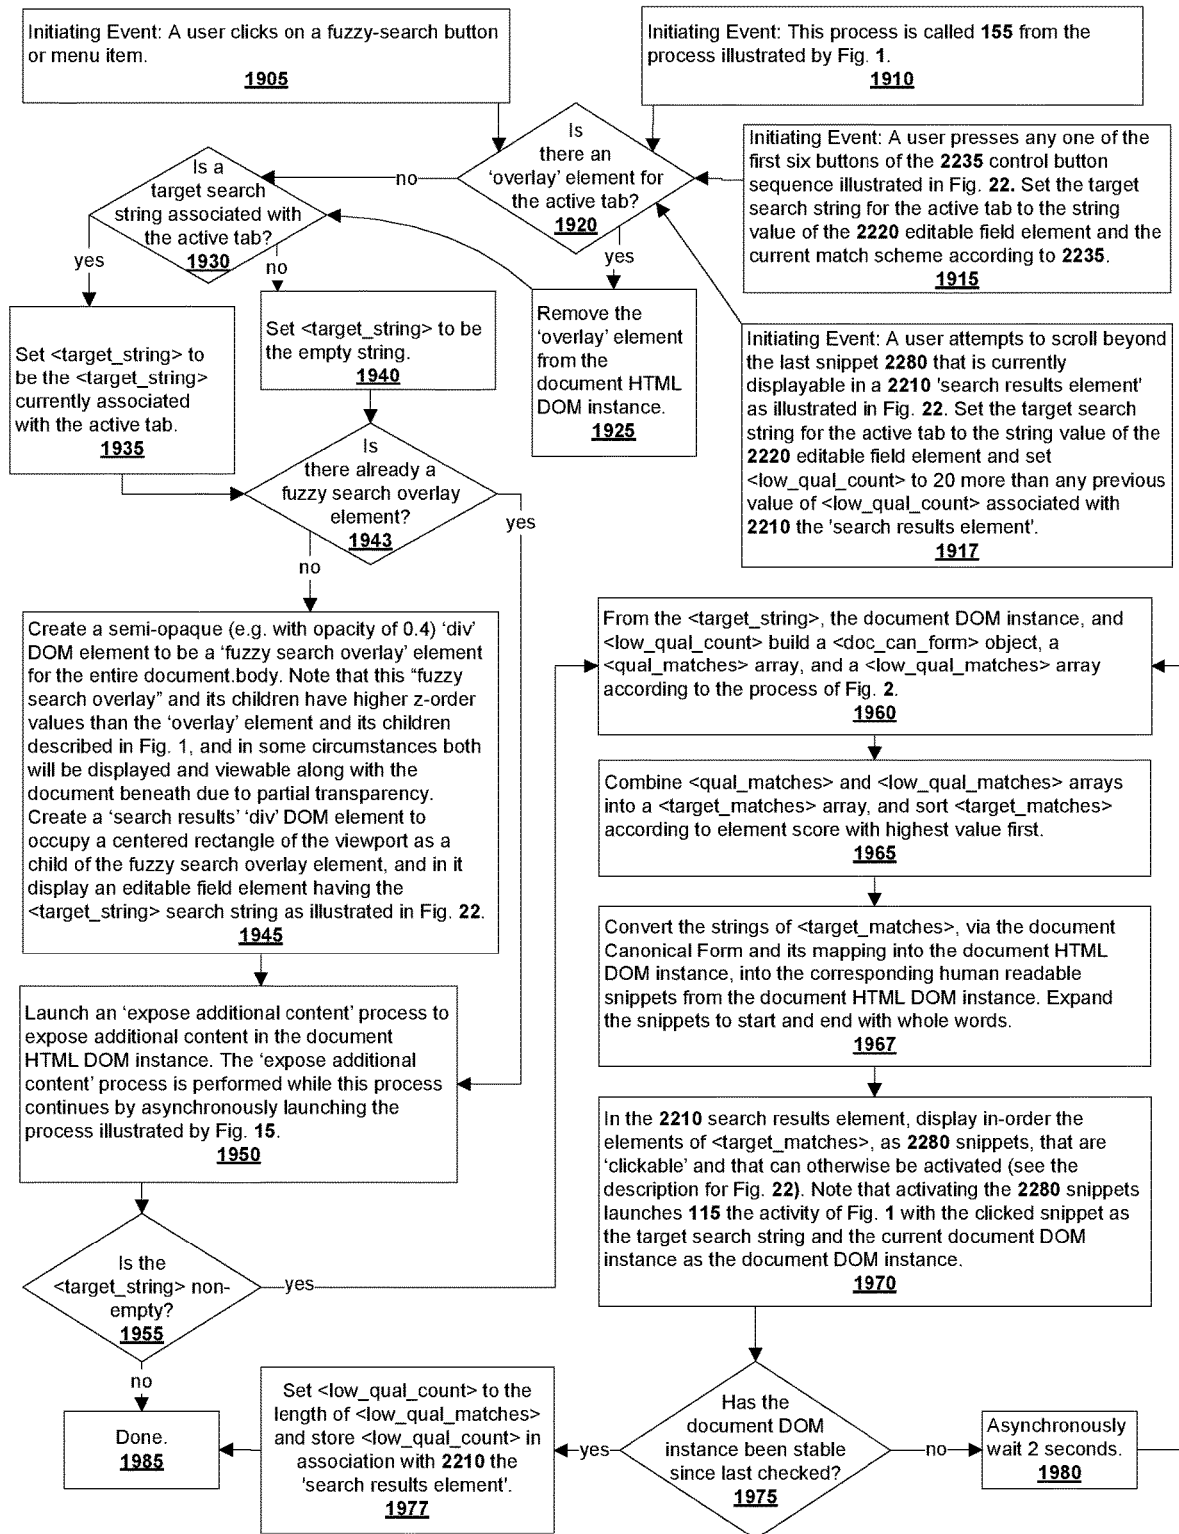 Initiating Event: A user clicks on a fuzzy-search button
or menu item.
1905
Initiating Event: This process is called 155 from the
process illustrated by Fig. 1.
1910
Is
there an
‘overlay’ element for
the active tab?
1920
no
yes
Initiating Event: A user presses any one of the
first six buttons of the 2235 control button
sequence illustrated in Fig. 22. Set the target
search string for the active tab to the string
value of the 2220 editable field element and the
current match scheme according to 2235.
1915
Is a
target search
string associated with
the active tab?
1930
yes
no
Set <target_string> to
be the <target_string>
currently associated
with the active tab.
1935
Set <target_string> to be
the empty string.
1940
Remove the
‘overlay’ element
from the
document HTML
DOM instance.
1925
Initiating Event: A user attempts to scroll beyond
the last snippet 2280 that is currently
displayable in a 2210 'search results element'
as illustrated in Fig. 22. Set the target search
string for the active tab to the string value of the
2220 editable field element and set
<low_qual_count> to 20 more than any previous
value of <low_qual_count> associated with
2210 the 'search results element'.
1917
Is
there already a
fuzzy search overlay
element?
1943
yes
no
Create a semi-opaque (e.g. with opacity of 0.4) ‘div’
DOM element to be a ‘fuzzy search overlay’ element
for the entire document.body. Note that this “fuzzy
search overlay” and its children have higher z-order
values than the ‘overlay’ element and its children
described in Fig. 1, and in some circumstances both
will be displayed and viewable along with the
document beneath due to partial transparency.
Create a ‘search results’ ‘div’ DOM element to
occupy a centered rectangle of the viewport as a
child of the fuzzy search overlay element, and in it
display an editable field element having the
<target_string> search string as illustrated in Fig. 22.
1945
Launch an ‘expose additional content’ process to
expose additional content in the document
HTML DOM instance. The ‘expose additional
content’ process is performed while this process
continues by asynchronously launching the
process illustrated by Fig. 15.
1950
Is the
<target_string> non-
empty?
1955
yes
no
From the <target_string>, the document DOM instance, and
<low_qual_count> build a <doc_can_form> object, a
<qual_matches> array, and a <low_qual_matches> array
according to the process of Fig. 2.
1960
Combine <qual_matches> and <low_qual_matches> arrays
into a <target_matches> array, and sort <target_matches>
according to element score with highest value first.
1965
Convert the strings of <target_matches>, via the document
Canonical Form and its mapping into the document HTML
DOM instance, into the corresponding human readable
snippets from the document HTML DOM instance. Expand
the snippets to start and end with whole words.
1967
In the 2210 search results element, display in-order the
elements of <target_matches>, as 2280 snippets, that are
‘clickable’ and that can otherwise be activated (see the
description for Fig. 22). Note that activating the 2280 snippets
launches 115 the activity of Fig. 1 with the clicked snippet as
the target search string and the current document DOM
instance as the document DOM instance.
1970
Has the
document DOM
instance been stable
since last checked?
1975
yes
no
Asynchronously
wait 2 seconds.
1980
Set <low_qual_count> to the
length of <low_qual_matches>
and store <low_qual_count> in
association with 2210 the
'search results element'.
1977
Done.
1985